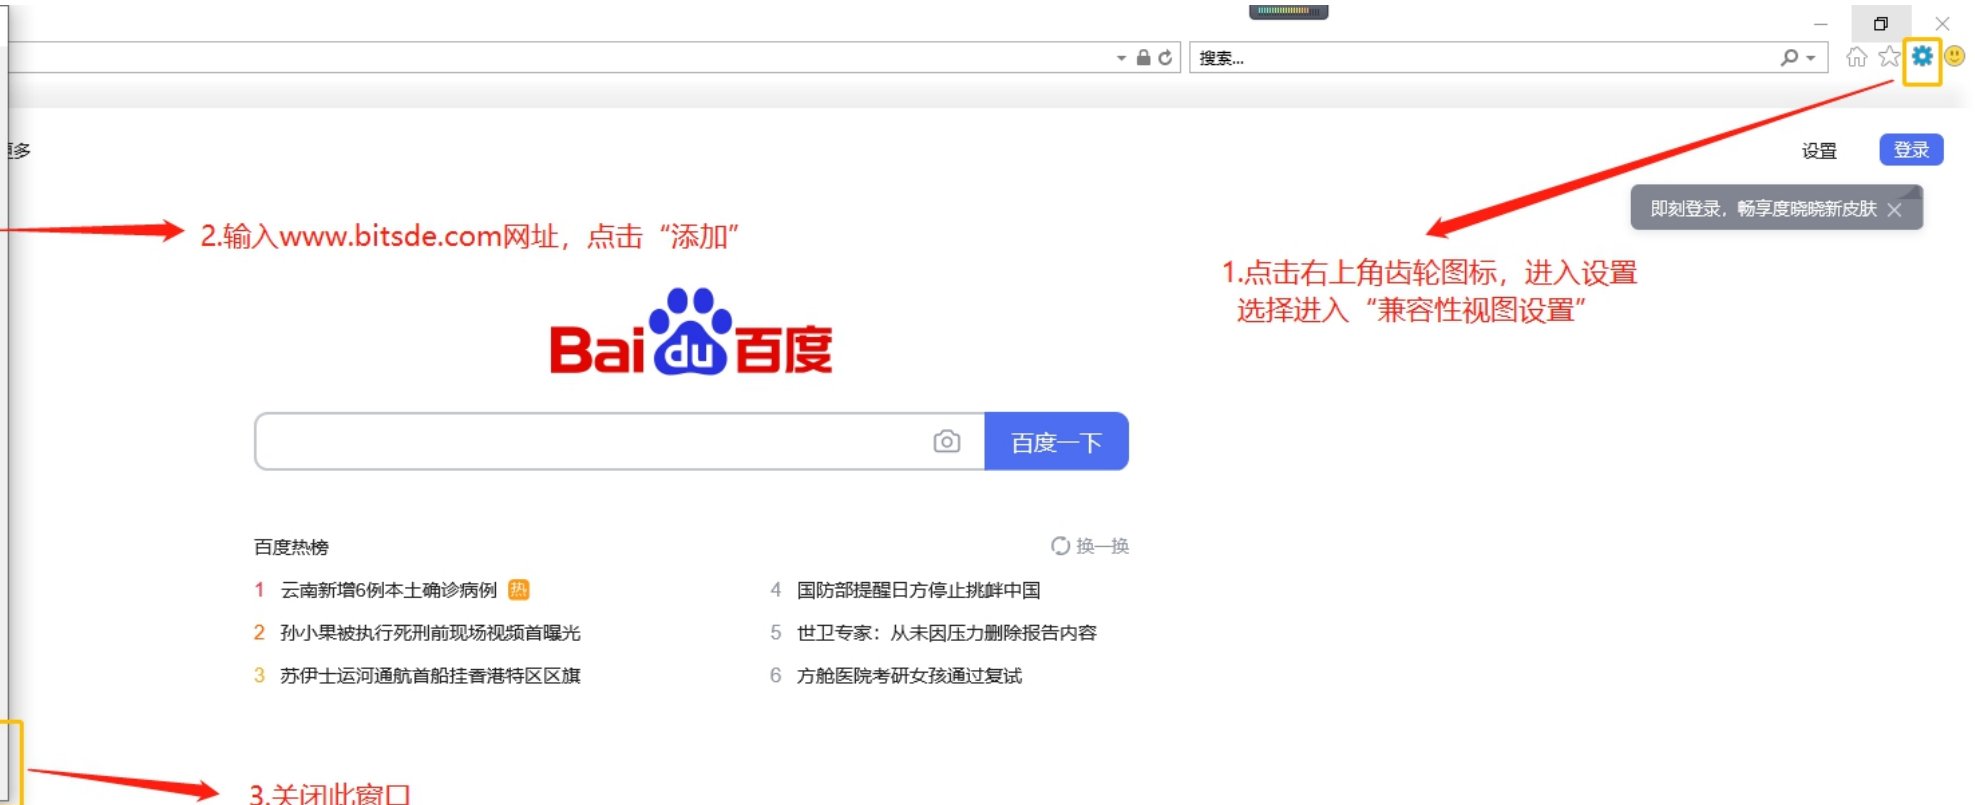 搜索...
更多
设置
登录
即刻登录，畅享度晓晓新皮肤
2.输入www.bitsde.com网址，点击“添加”
1.点击右上角齿轮图标，进入设置
选择进入“兼容性视图设置”
Bai du 百度
百度一下
百度热榜
换一换
1 云南新增6例本土确诊病例 热
2 孙小果被执行死刑前现场视频首曝光
3 苏伊士运河通航首船挂香港特区区旗
4 国防部提醒日方停止挑衅中国
5 世卫专家：从未因压力删除报告内容
6 方舱医院考研女孩通过复试
3.关闭此窗口